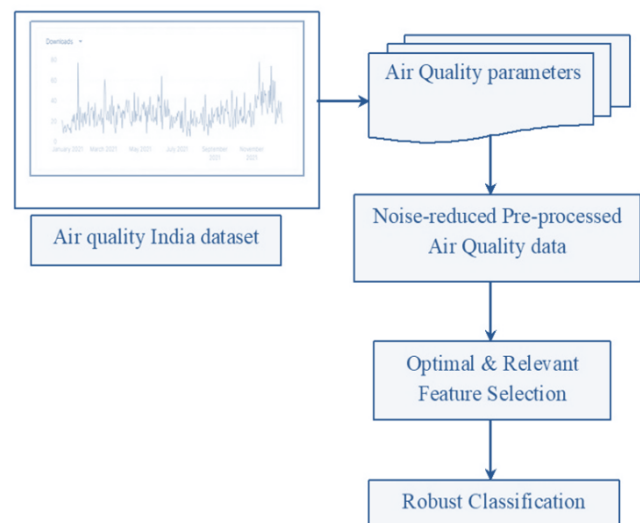 Downloads
80
60
40
20
0
January 2021 March 2021 May 2021 July 2021 September 2021 November 2021
Air quality India dataset
Air Quality parameters
Noise-reduced Pre-processed
Air Quality data
Optimal & Relevant
Feature Selection
Robust Classification